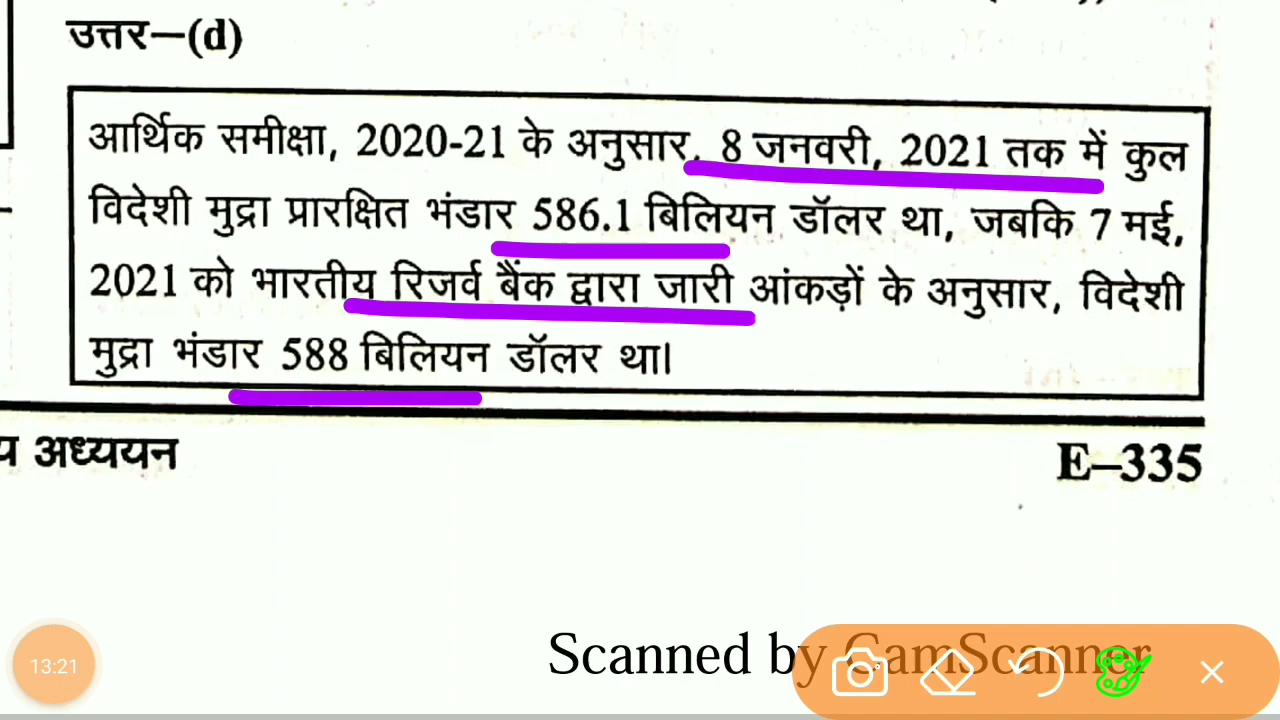 उत्तर—(d)
आर्थिक समीक्षा, 2020-21 के अनुसार, 8 जनवरी, 2021 तक में कुल
विदेशी मुद्रा प्रारक्षित भंडार 586.1 बिलियन डॉलर था, जबकि 7 मई,
2021 को भारतीय रिजर्व बैंक द्वारा जारी आंकड़ों के अनुसार, विदेशी
मुद्रा भंडार 588 बिलियन डॉलर था।
अध्ययन
E–335
Scanned by CamScanner
13:21